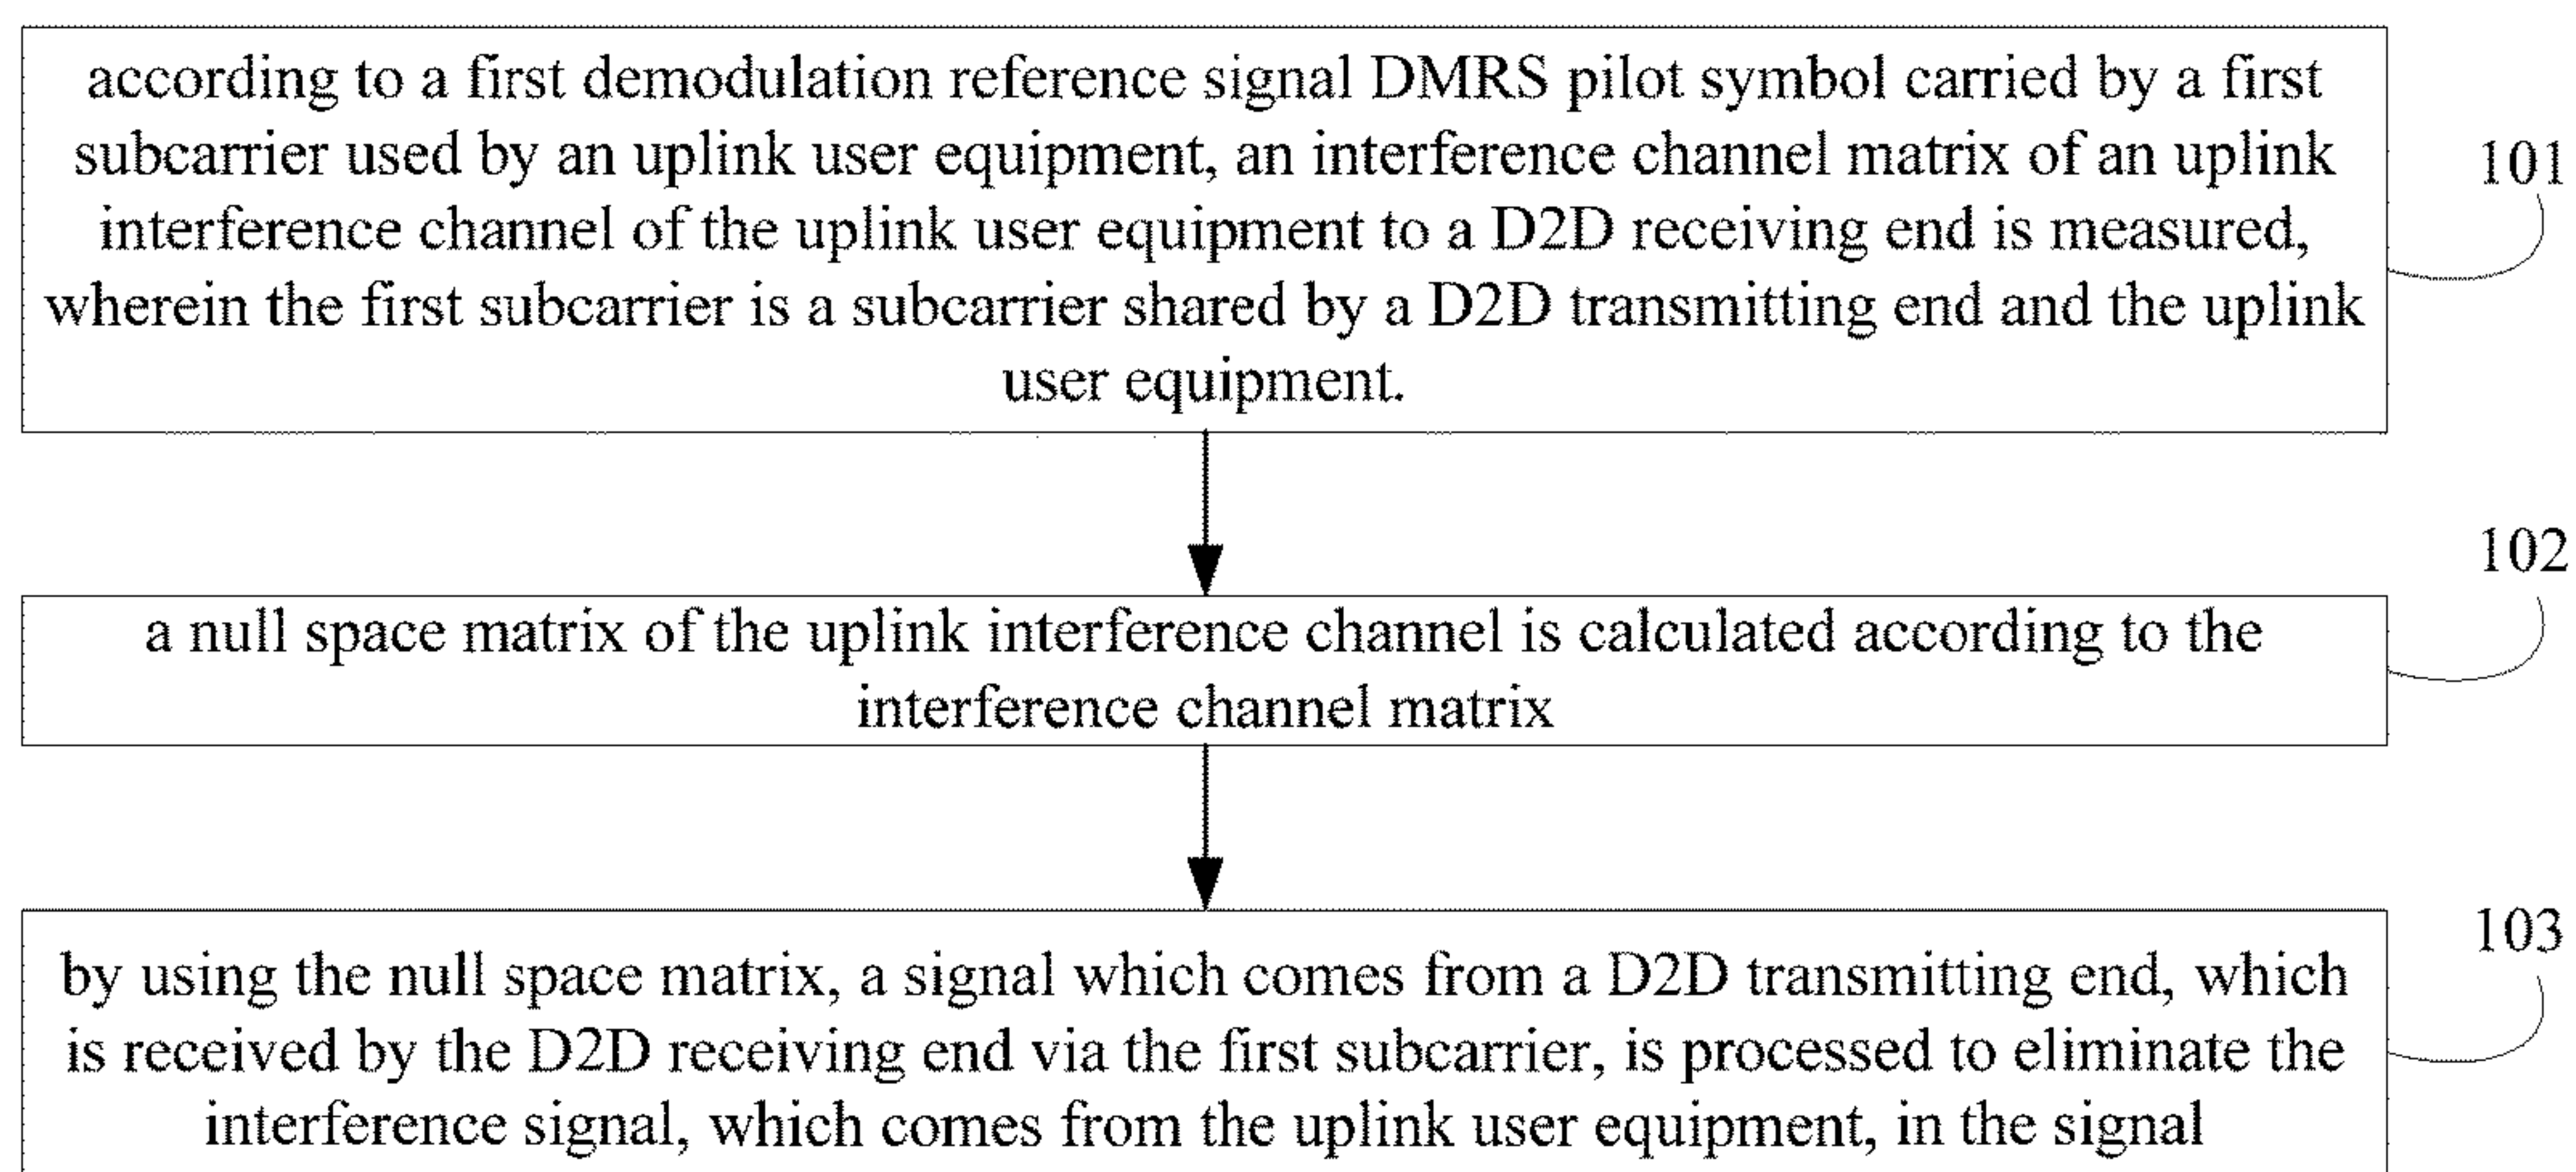 according to a first demodulation reference signal DMRS pilot symbol carried by a first
subcarrier used by an uplink user equipment, an interference channel matrix of an uplink
interference channel of the uplink user equipment to a D2D receiving end is measured,
wherein the first subcarrier is a subcarrier shared by a D2D transmitting end and the uplink
user equipment.
101
a null space matrix of the uplink interference channel is calculated according to the
interference channel matrix
102
by using the null space matrix, a signal which comes from a D2D transmitting end, which
is received by the D2D receiving end via the first subcarrier, is processed to eliminate the
interference signal, which comes from the uplink user equipment, in the signal
103